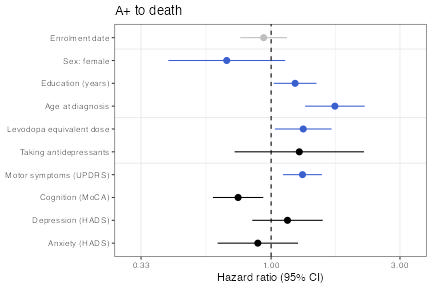 A+ to death
Enrolment date
Sex: female
Education (years)
Age at diagnosis
Levodopa equivalent dose
Taking antidepressants
Motor symptoms (UPDRS)
Cognition (MoCA)
Depression (HADS)
Anxiety (HADS)
0.33 1.00 3.00
Hazard ratio (95% CI)